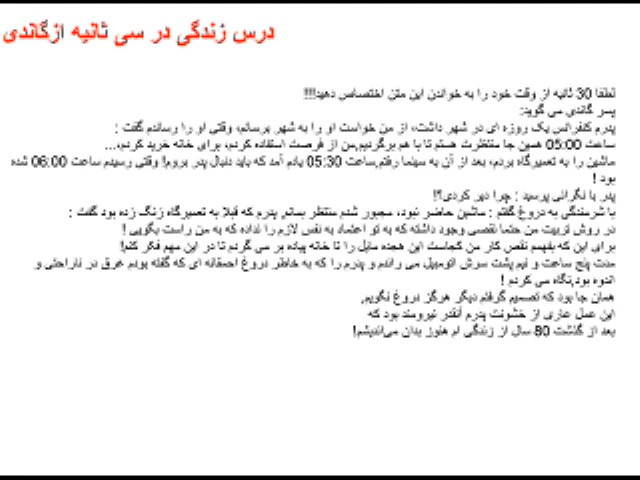 درس زندگی در سی ثانیه ازگاندی
لطفا 30 ثانیه از وقت خود را به خواندن این متن اختصاص دهید!!!
پسر گاندی می گوید:
پدرم کنفرانس یک روزه ای در شهر داشت، از من خواست او را به شهر برسانم، وقتی او را رساندم گفت :
ساعت 05:00 همین جا منتظرت هستم تا با هم برگردیم،من از فرصت استفاده کردم، برای خانه خرید کردم،...
ماشین را به تعمیرگاه بردم، بعد از آن به سینما رفتم،ساعت 05:30 یادم آمد که باید دنبال پدر بروم! وقتی رسیدم ساعت 06:00 شده
بود !
پدر با نگرانی پرسید : چرا دیر کردی؟!
با شرمندگی به دروغ گفتم : ماشین حاضر نبود، مجبور شدم منتظر بمانم، پدرم که قبلا به تعمیرگاه زنگ زده بود گفت :
در روش تربیت من حتما نقصی وجود داشته که به تو اعتماد به نفس لازم را نداده که به من راست بگویی !
برای این که بفهمم نقص کار من کجاست این هجده مایل را تا خانه پیاده بر می گردم تا در این مهم فکر کنم!
مدت پنج ساعت و نیم پشت سرش اتومبیل می راندم و پدرم را که به خاطر دروغ احمقانه ای که گفته بودم غرق در ناراحتی و
اندوه بود،نگاه می کردم !
همان جا بود که تصمیم گرفتم دیگر هرگز دروغ نگویم.
این عمل عاری از خشونت پدرم آنقدر نیرومند بود که
بعد از گذشت 80 سال از زندگی ام هنوز بدان می‌اندیشم!